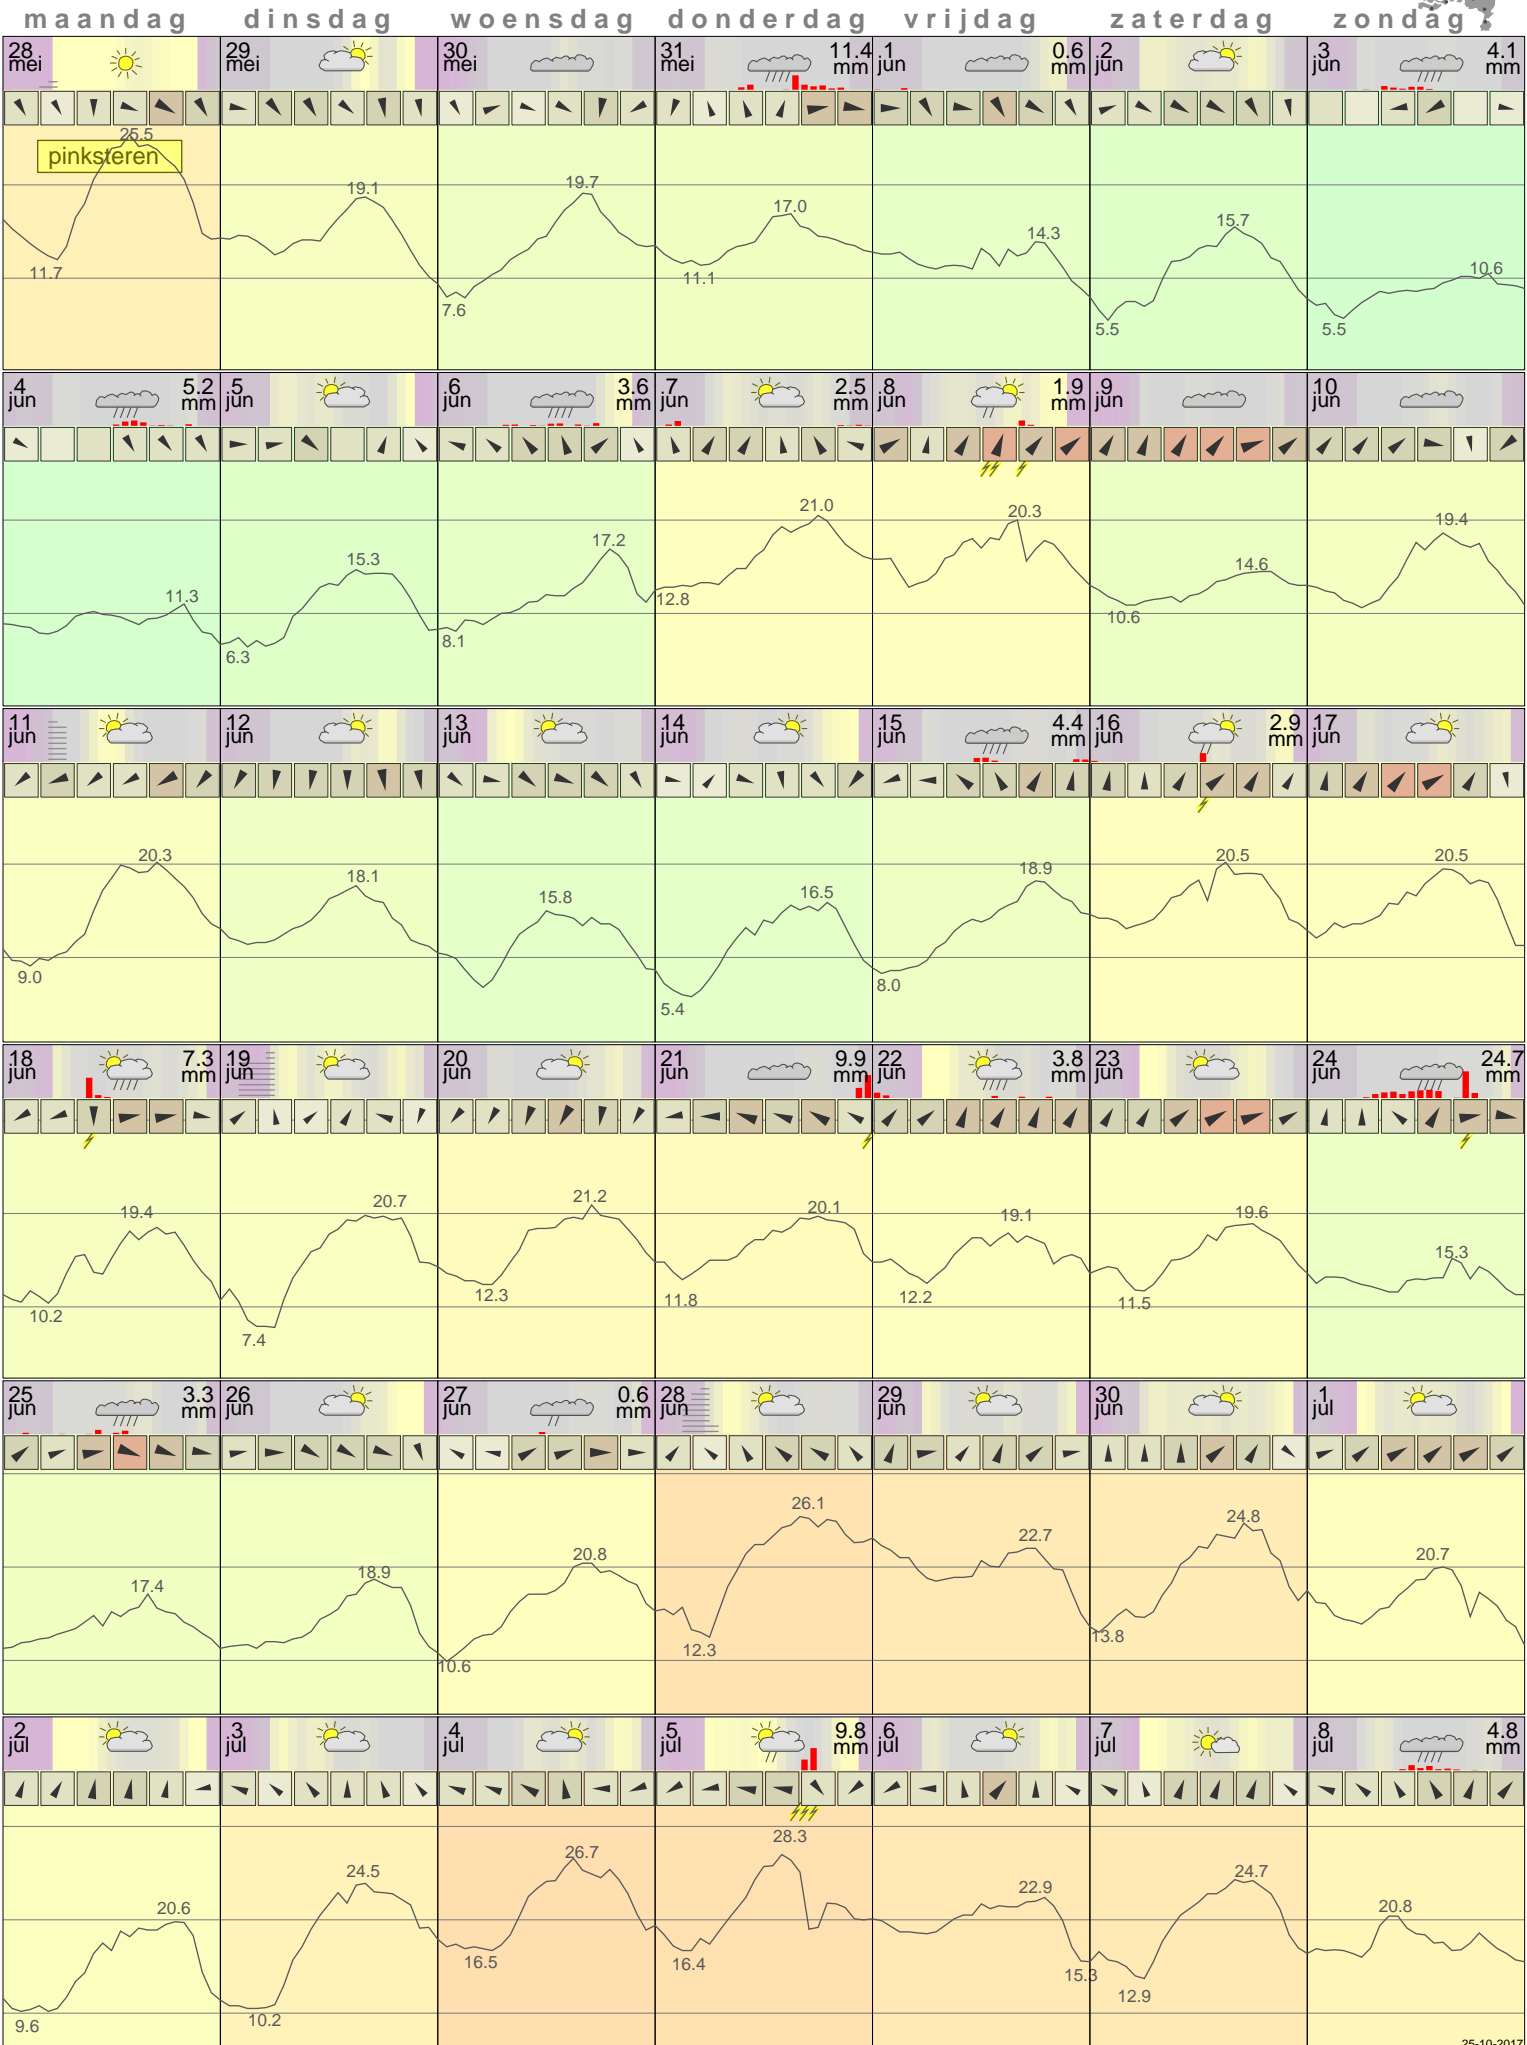 maandag dinsdag woensdag donderdag vrijdag zaterdag zondag
28 mei 29 mei 30 mei 31 mei 11.4 mm 1 jun 0.6 mm 2 jun 3 jun 4.1 mm
pinksteren
25.5 19.1 19.7 17.0 14.3 15.7 10.6
11.7 7.6 11.1 5.5 5.5
4 jun 5.2 mm 5 jun 6 jun 3.6 mm 7 jun 2.5 mm 8 jun 1.9 mm 9 jun 10 jun
11.3 15.3 17.2 21.0 20.3 14.6 19.4
6.3 8.1 12.8 10.6
11 jun 12 jun 13 jun 14 jun 15 jun 4.4 mm 16 jun 2.9 mm 17 jun
20.3 18.1 15.8 16.5 18.9 20.5 20.5
9.0 5.4 8.0
18 jun 7.3 mm 19 jun 20 jun 21 jun 9.9 mm 22 jun 3.8 mm 23 jun 24 jun 24.7 mm
19.4 20.7 21.2 20.1 19.1 19.6 15.3
10.2 7.4 12.3 11.8 12.2 11.5
25 jun 3.3 mm 26 jun 27 jun 0.6 mm 28 jun 29 jun 30 jun 1 jul
17.4 18.9 20.8 26.1 22.7 24.8 20.7
10.6 12.3 13.8
2 jul 3 jul 4 jul 5 jul 9.8 mm 6 jul 7 jul 8 jul 4.8 mm
20.6 24.5 26.7 28.3 22.9 24.7 20.8
9.6 10.2 16.5 16.4 15.3 12.9
25-10-2017